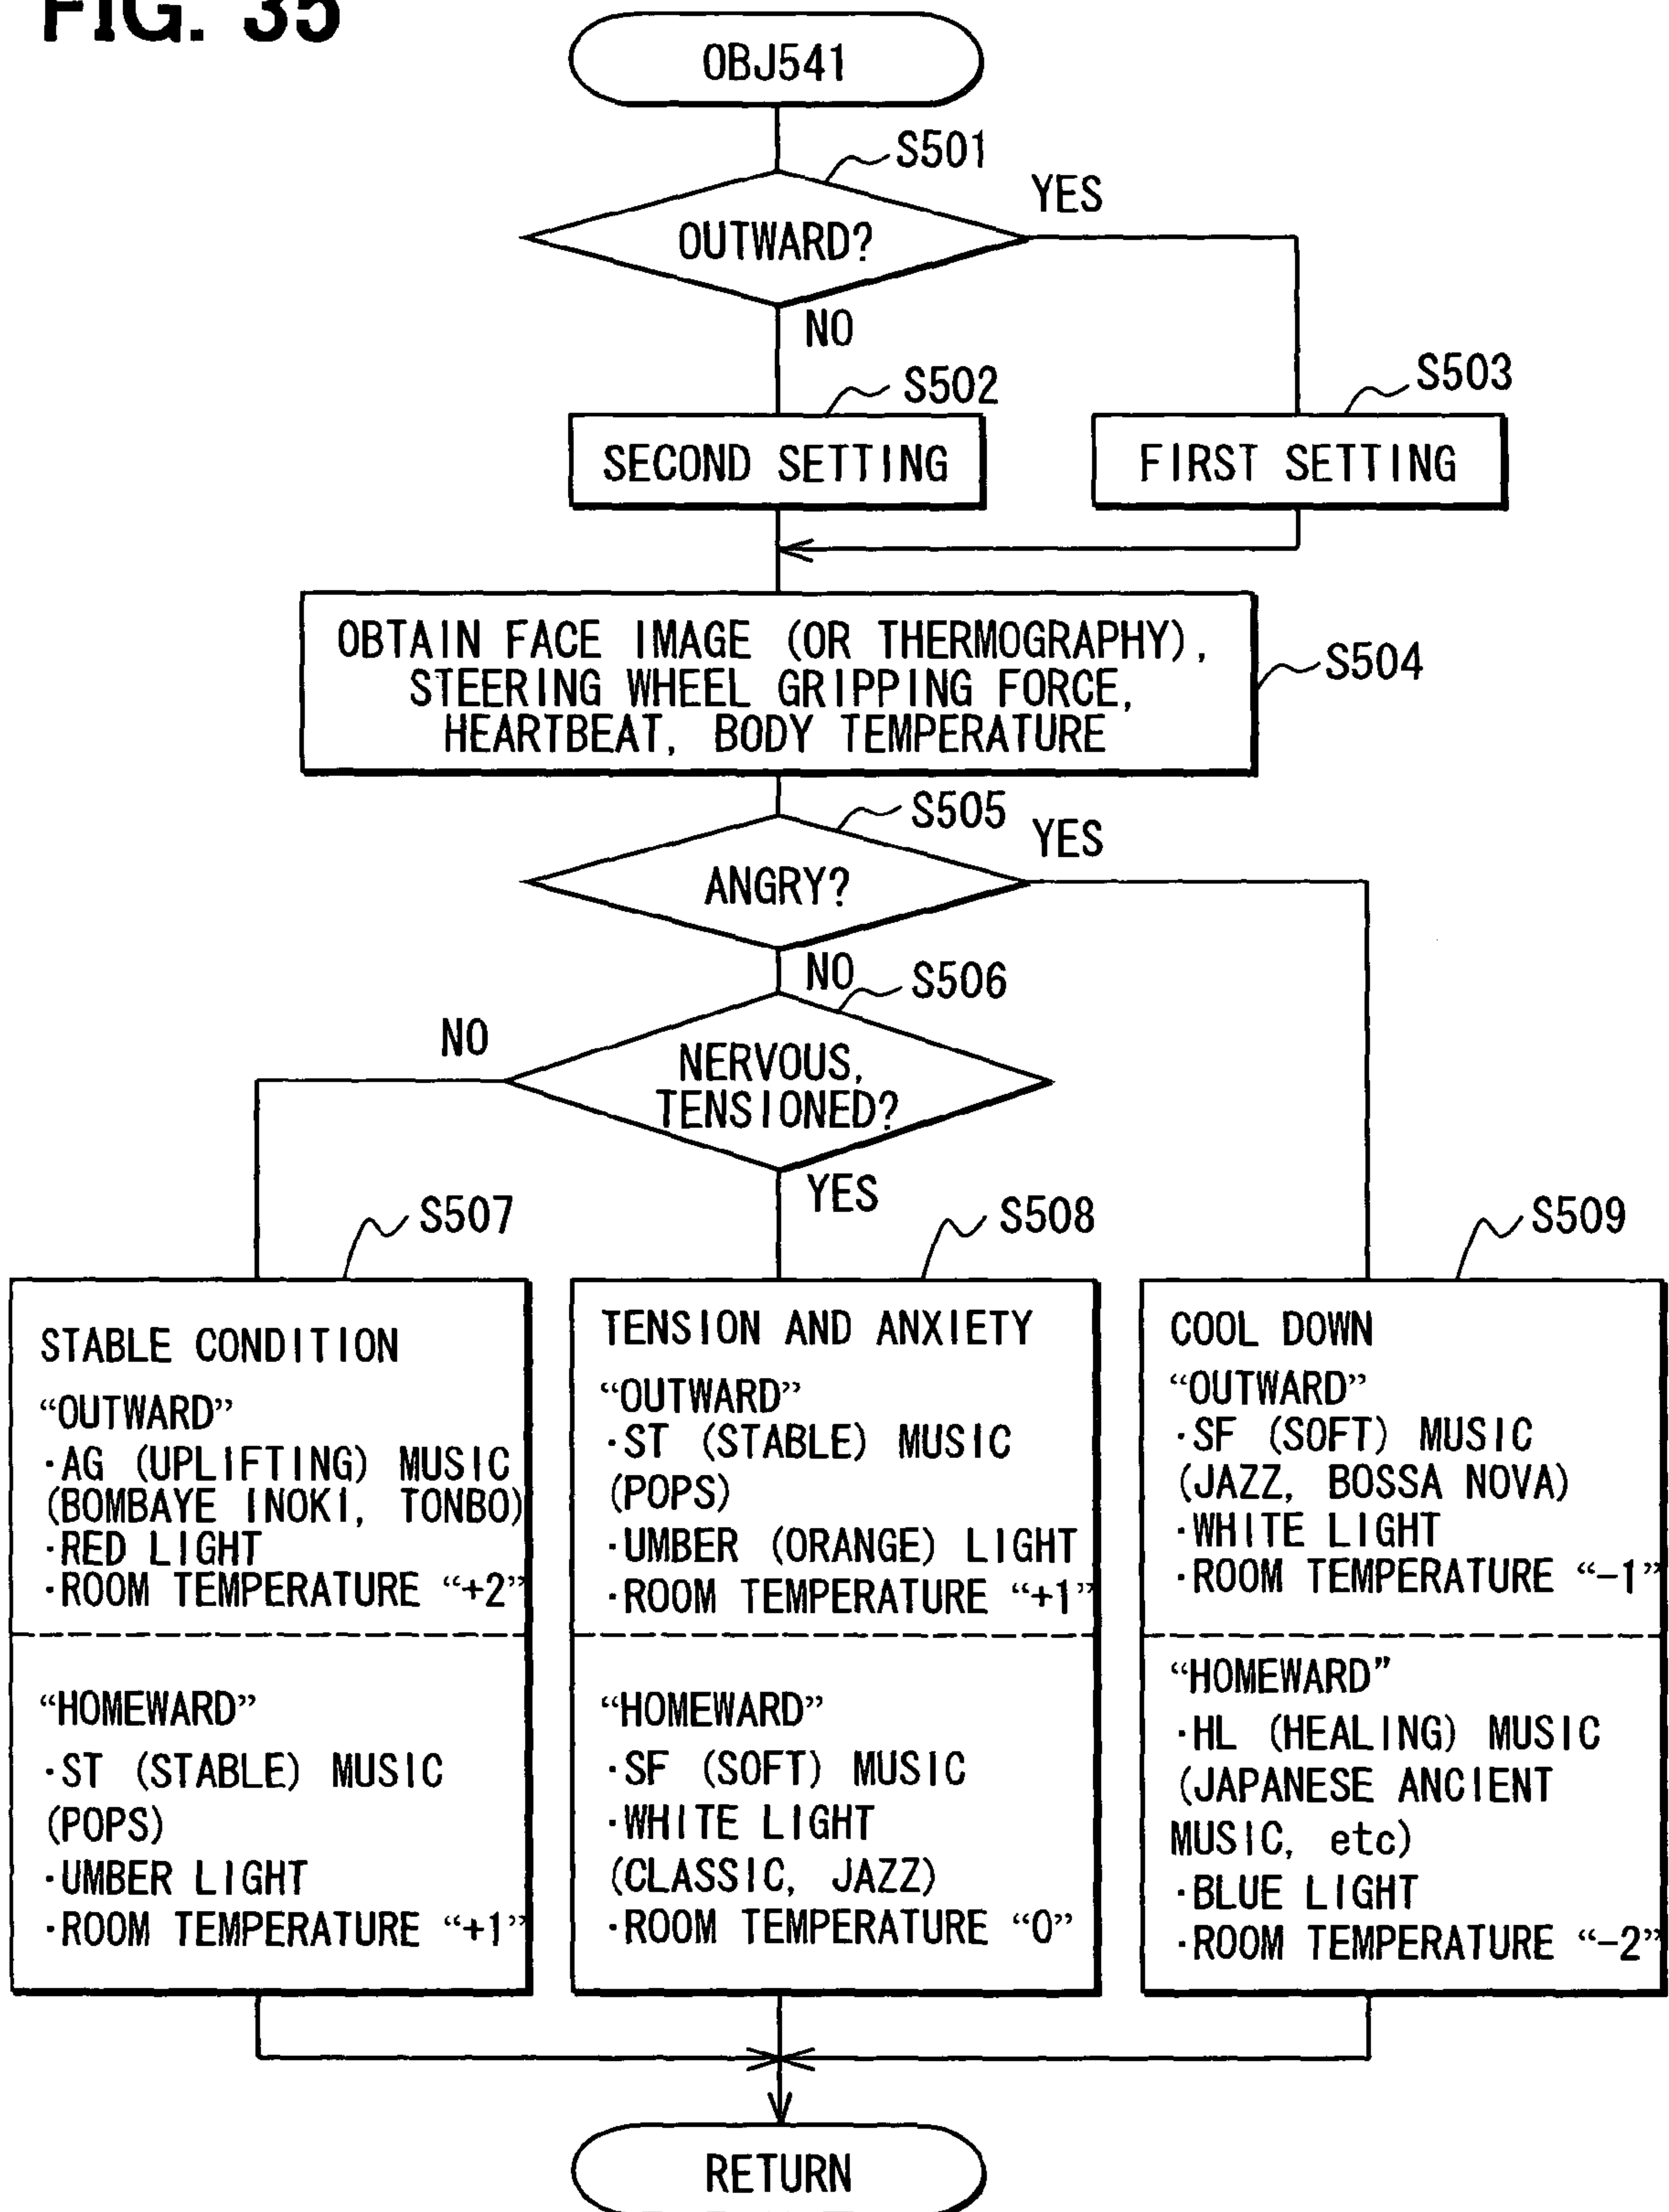 FIG. 35
OBJ541
S501
YES
OUTWARD?
NO
S502
S503
SECOND SETTING
FIRST SETTING
OBTAIN FACE IMAGE (OR THERMOGRAPHY),
STEERING WHEEL GRIPPING FORCE,
HEARTBEAT, BODY TEMPERATURE
S504
S505
YES
ANGRY?
NO
S506
NO
NERVOUS,
TENSIONED?
YES
S507
S508
S509
STABLE CONDITION
“OUTWARD”
·AG (UPLIFTING) MUSIC
(BOMBAYE INOKI, TONBO)
·RED LIGHT
·ROOM TEMPERATURE “+2”
“HOMEWARD”
·ST (STABLE) MUSIC
(POPS)
·UMBER LIGHT
·ROOM TEMPERATURE “+1”
TENSION AND ANXIETY
“OUTWARD”
·ST (STABLE) MUSIC
(POPS)
·UMBER (ORANGE) LIGHT
·ROOM TEMPERATURE “+1”
“HOMEWARD”
·SF (SOFT) MUSIC
·WHITE LIGHT
(CLASSIC, JAZZ)
·ROOM TEMPERATURE “0”
COOL DOWN
“OUTWARD”
·SF (SOFT) MUSIC
(JAZZ, BOSSA NOVA)
·WHITE LIGHT
·ROOM TEMPERATURE “-1”
“HOMEWARD”
·HL (HEALING) MUSIC
(JAPANESE ANCIENT
MUSIC, etc)
·BLUE LIGHT
·ROOM TEMPERATURE “-2”
RETURN